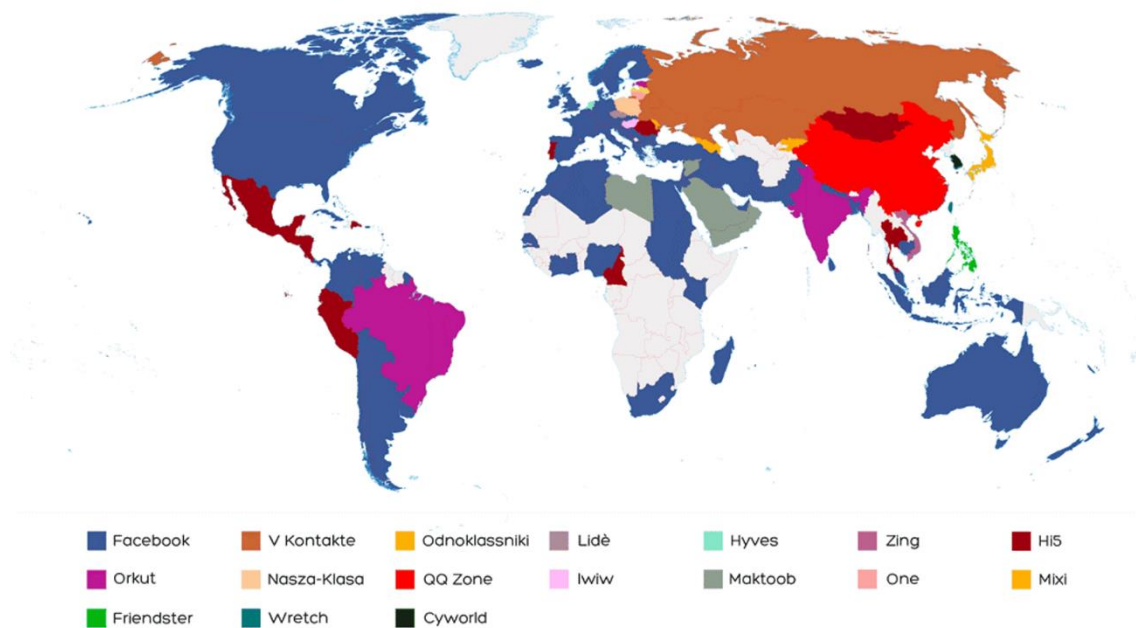 Facebook V Kontakte Odnoklassniki Lidè Hyves Zing Hi5
Orkut Nasza-Klasa QQ Zone Iwiw Maktoob One Mixi
Friendster Wretch Cyworld